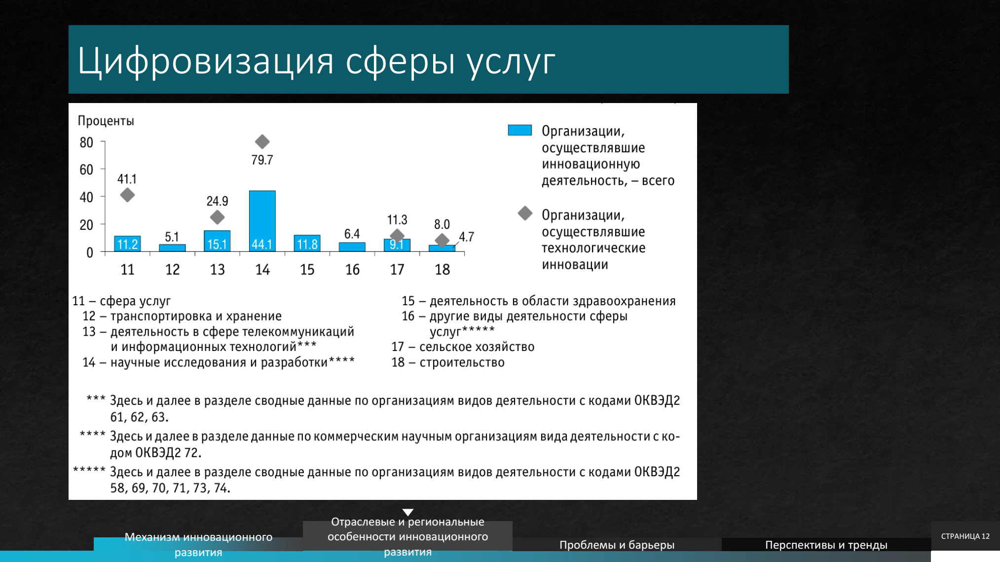 Цифровизация сферы услуг
Проценты
80
60
40
20
0
41.1
11.2
5.1
24.9
15.1
79.7
44.1
11.8
6.4
11.3
9.1
8.0
4.7
11 12 13 14 15 16 17 18
Организации,
осуществлявшие
инновационную
деятельность, – всего
Организации,
осуществлявшие
технологические
инновации
11 – сфера услуг
12 – транспортировка и хранение
13 – деятельность в сфере телекоммуникаций
и информационных технологий***
14 – научные исследования и разработки****
15 – деятельность в области здравоохранения
16 – другие виды деятельности сферы
услуг*****
17 – сельское хозяйство
18 – строительство
*** Здесь и далее в разделе сводные данные по организациям видов деятельности с кодами ОКВЭД2
61, 62, 63.
**** Здесь и далее в разделе данные по коммерческим научным организациям вида деятельности с ко-
дом ОКВЭД2 72.
***** Здесь и далее в разделе сводные данные по организациям видов деятельности с кодами ОКВЭД2
58, 69, 70, 71, 73, 74.
Механизм инновационного
развития
Отраслевые и региональные
особенности инновационного
развития
Проблемы и барьеры
Перспективы и тренды
СТРАНИЦА 12